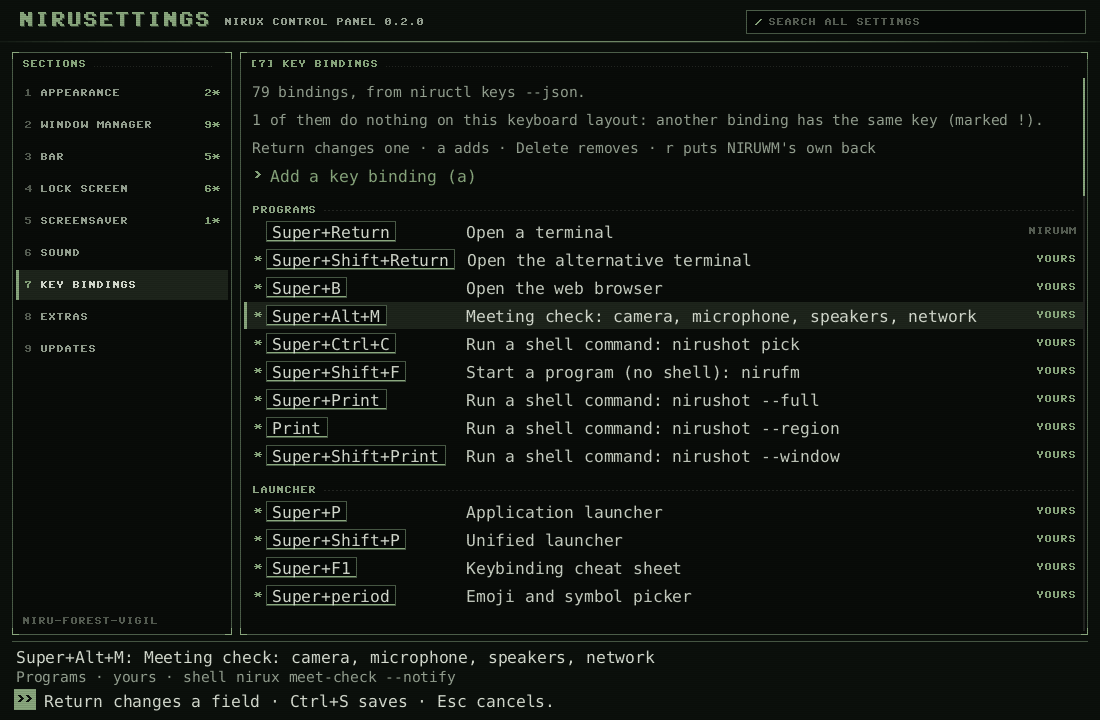 NIRUSETTINGS NIRUX CONTROL PANEL 0.2.0 / SEARCH ALL SETTINGS
SECTIONS
1 APPEARANCE 2*
2 WINDOW MANAGER 9*
3 BAR 5*
4 LOCK SCREEN 6*
5 SCREENSAVER 1*
6 SOUND
7 KEY BINDINGS
8 EXTRAS
9 UPDATES
NIRU-FOREST-VIGIL
[7] KEY BINDINGS
79 bindings, from niructl keys --json.
1 of them do nothing on this keyboard layout: another binding has the same key (marked !).
Return changes one · a adds · Delete removes · r puts NIRUWM's own back
> Add a key binding (a)
PROGRAMS
Super+Return Open a terminal NIRUWM
* Super+Shift+Return Open the alternative terminal YOURS
* Super+B Open the web browser YOURS
* Super+Alt+M Meeting check: camera, microphone, speakers, network YOURS
* Super+Ctrl+C Run a shell command: nirushot pick YOURS
* Super+Shift+F Start a program (no shell): nirufm YOURS
* Super+Print Run a shell command: nirushot --full YOURS
* Print Run a shell command: nirushot --region YOURS
* Super+Shift+Print Run a shell command: nirushot --window YOURS
LAUNCHER
* Super+P Application launcher YOURS
* Super+Shift+P Unified launcher YOURS
* Super+F1 Keybinding cheat sheet YOURS
* Super+period Emoji and symbol picker YOURS
Super+Alt+M: Meeting check: camera, microphone, speakers, network
Programs · yours · shell nirux meet-check --notify
>> Return changes a field · Ctrl+S saves · Esc cancels.